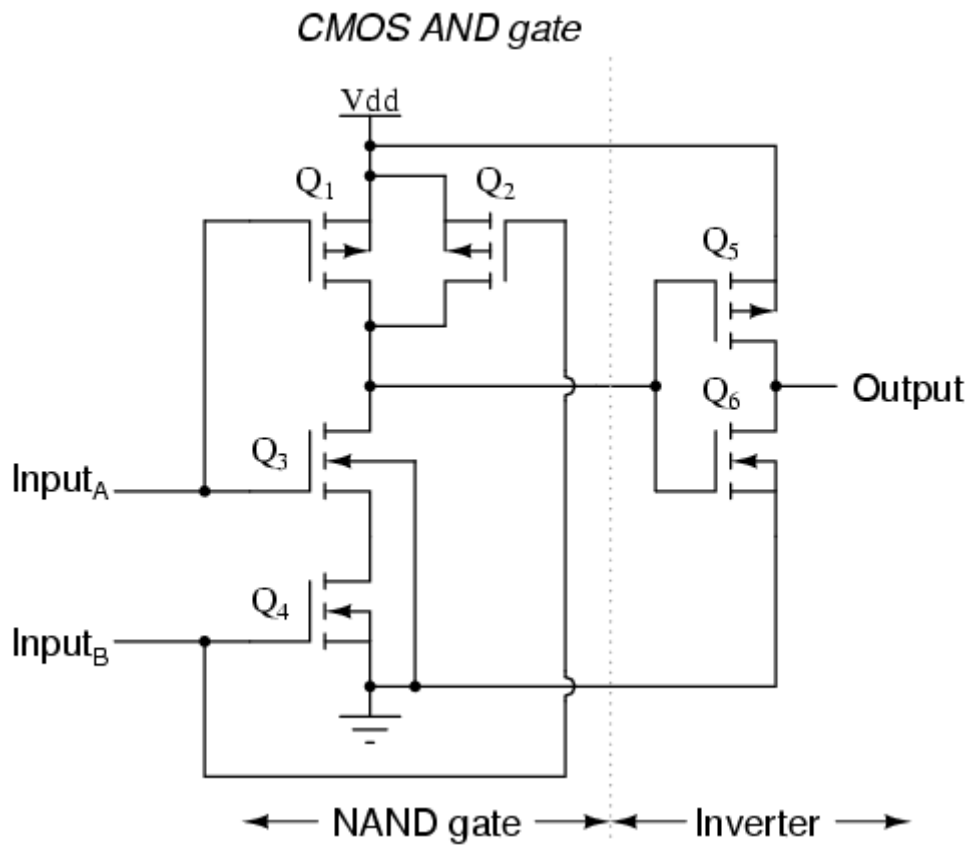 CMOS AND gate
Vdd
Q1
Q2
Q5
Q6
Output
Q3
InputA
Q4
InputB
NAND gate
Inverter